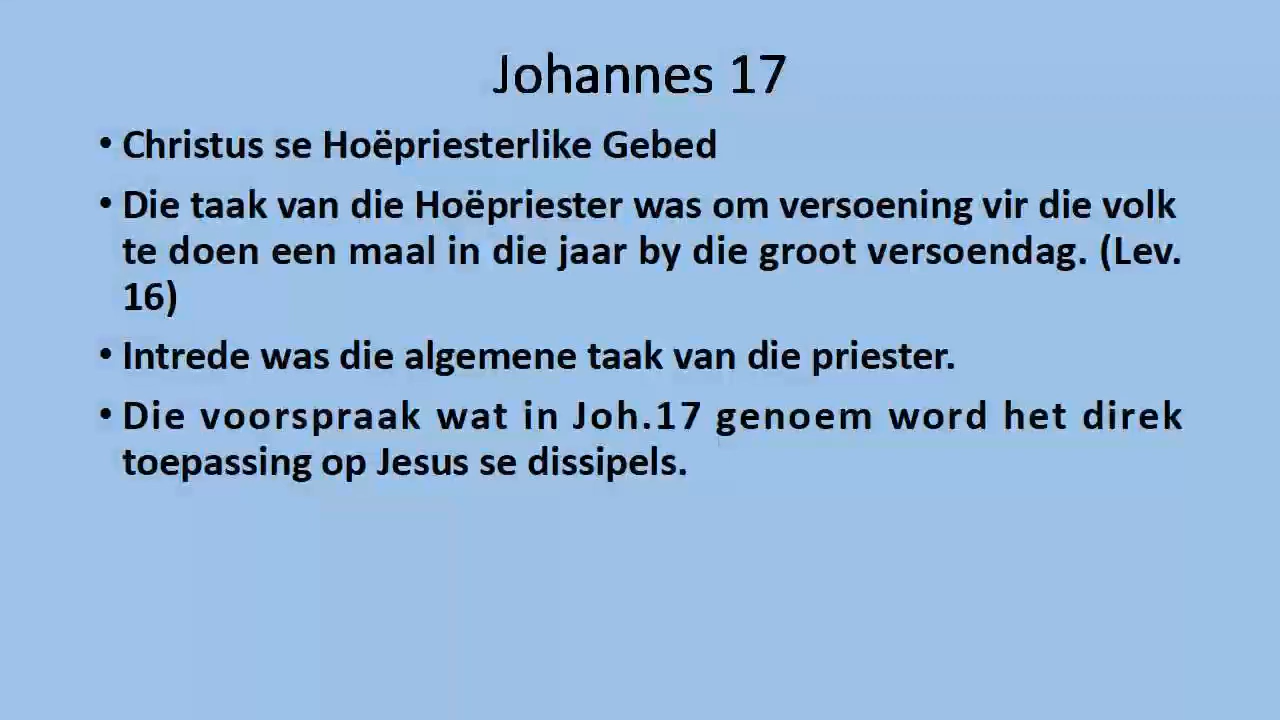 Johannes 17
• Christus se Hoëpriesterlike Gebed
• Die taak van die Hoëpriester was om versoening vir die volk
te doen een maal in die jaar by die groot versoendag. (Lev.
16)
• Intrede was die algemene taak van die priester.
• Die voorspraak wat in Joh.17 genoem word het direk
toepassing op Jesus se dissipels.